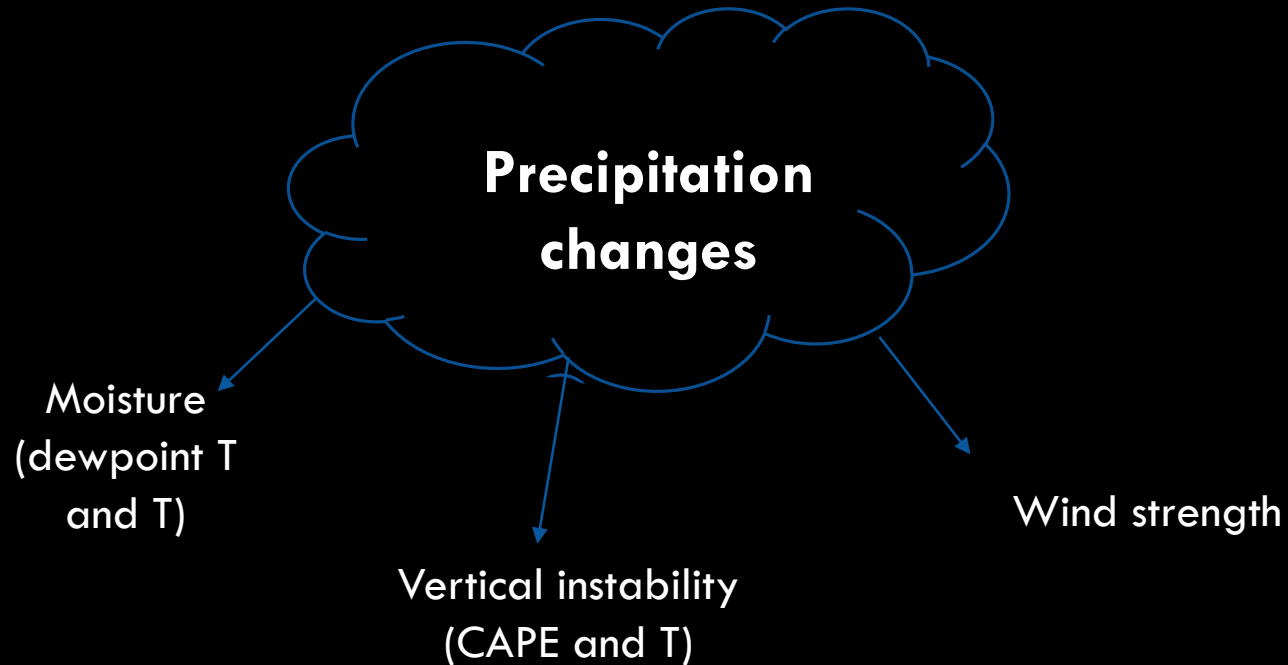 Precipitation
changes
Moisture
(dewpoint T
and T)
Vertical instability
(CAPE and T)
Wind strength